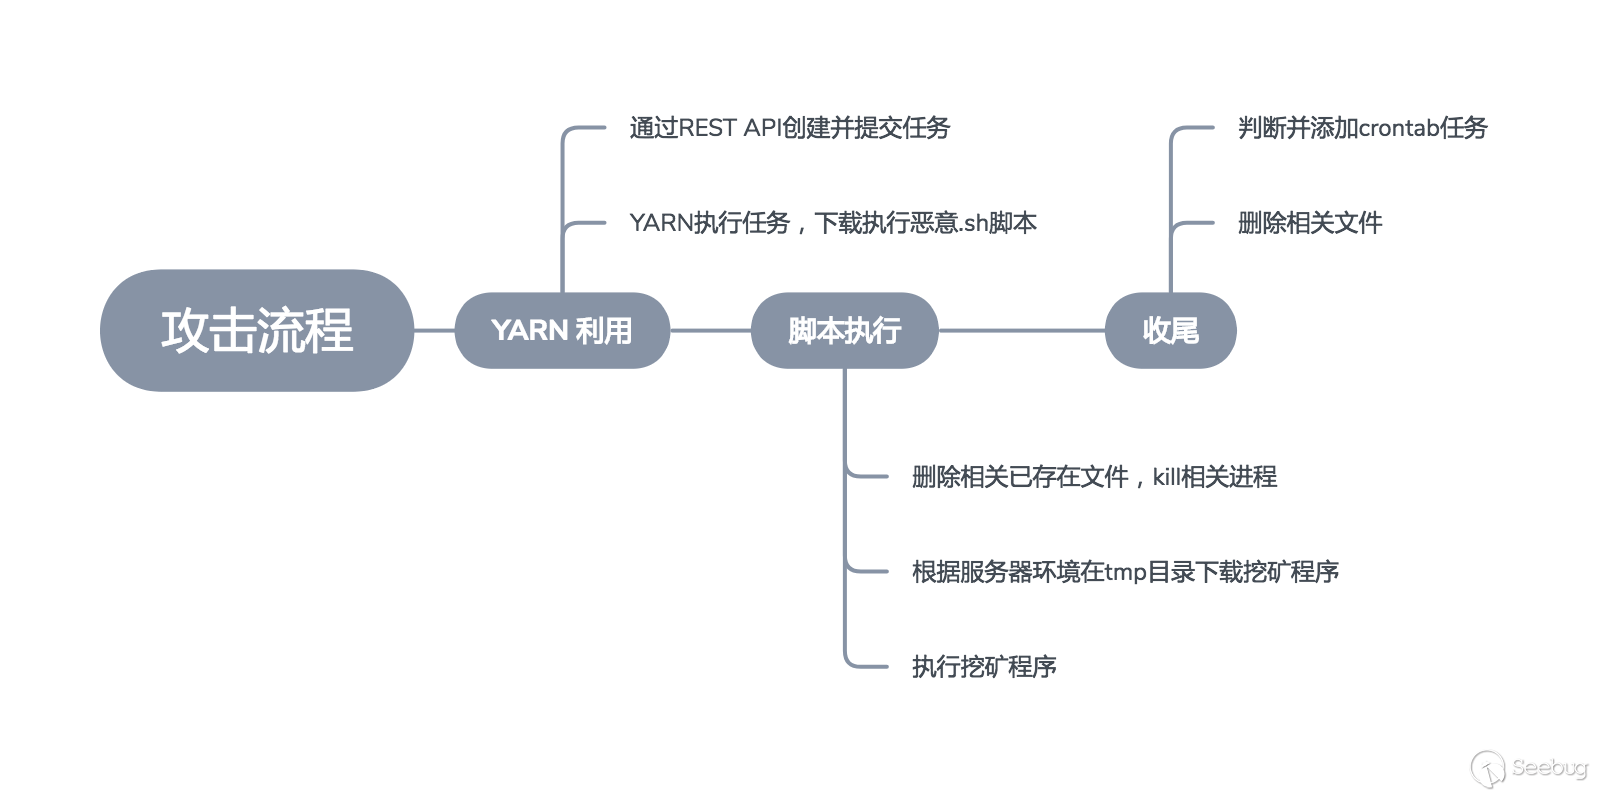 攻击流程
YARN 利用
通过REST API创建并提交任务
YARN执行任务，下载执行恶意.sh脚本
脚本执行
删除相关已存在文件，kill相关进程
根据服务器环境在tmp目录下载挖矿程序
执行挖矿程序
收尾
判断并添加crontab任务
删除相关文件
Seebug